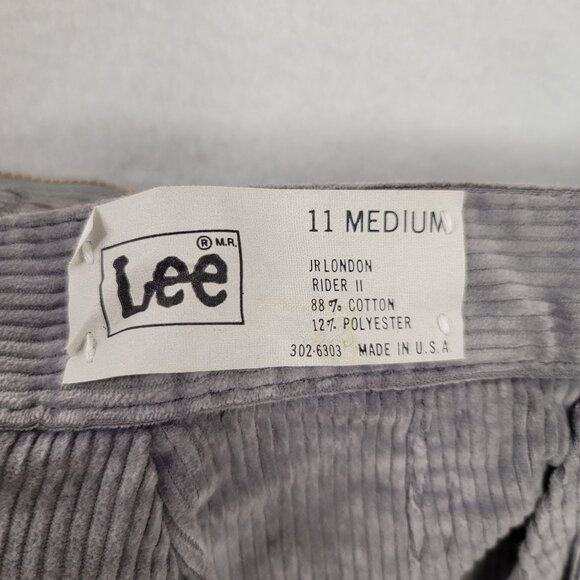 ® M.R.
Lee
11 MEDIUM
JR LONDON
RIDER II
88% COTTON
12% POLYESTER
302-6303 MADE IN U.S.A